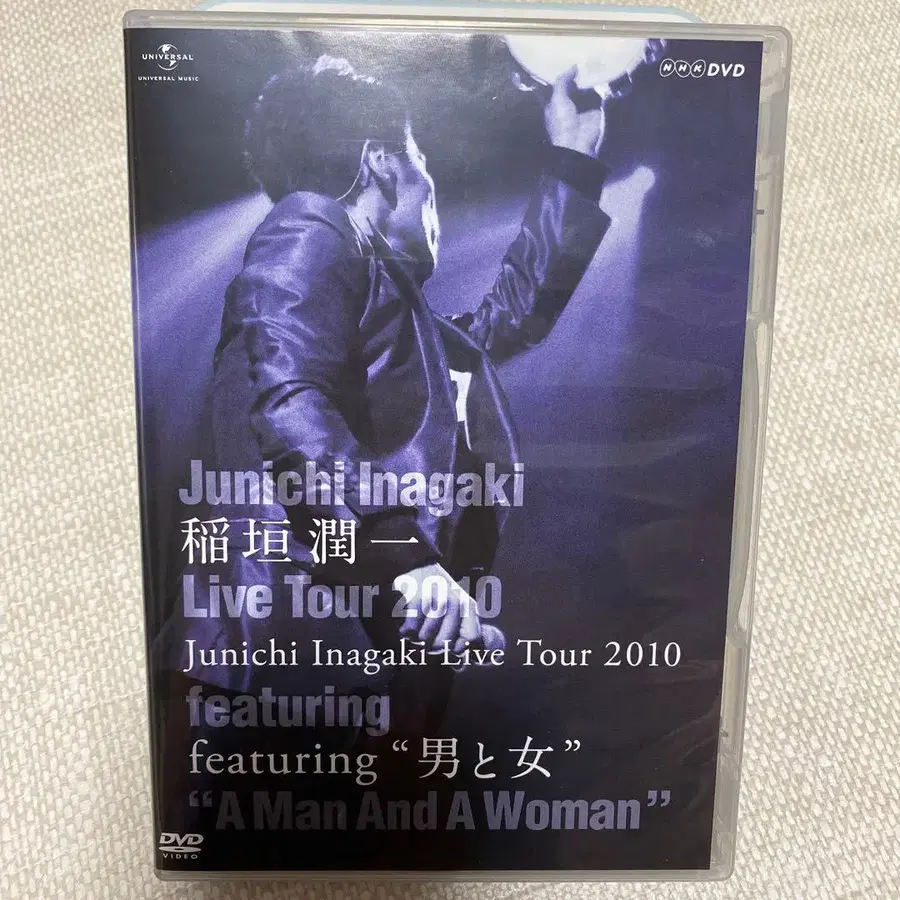 UNIVERSAL
UNIVERSAL MUSIC
NHK DVD
Junichi Inagaki
稲垣潤一
Live Tour 2010
Junichi Inagaki Live Tour 2010
featuring
featuring “男と女”
“A Man And A Woman”
DVD
VIDEO